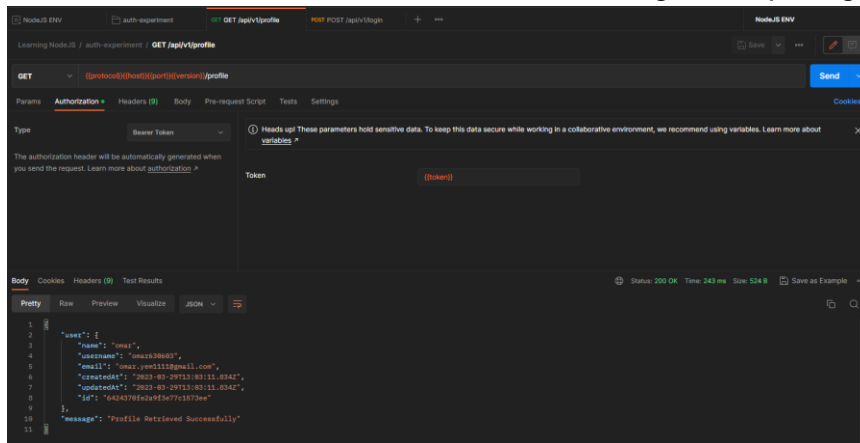 NodeJS ENV
auth-experiment
GET GET /api/v1/profile
POST POST /api/v1/login
NodeJS ENV
Learning NodeJS / auth-experiment / GET /api/v1/profile
Save
GET
{{protocol}}{{host}}{{port}}{{version}}/profile
Send
Params Authorization Headers (9) Body Pre-request Script Tests Settings
Cookies
Type
Bearer Token
Heads up! These parameters hold sensitive data. To keep this data secure while working in a collaborative environment, we recommend using variables. Learn more about
variables
The authorization header will be automatically generated when
you send the request. Learn more about authorization
Token
{{token}}
Body Cookies Headers (9) Test Results
Status: 200 OK Time: 243 ms Size: 524 B Save as Example
Pretty Raw Preview Visualize JSON
1 {
2 "user": {
3 "name": "omar",
4 "username": "omar630603",
5 "email": "omar.yem1111@gmail.com",
6 "createdAt": "2023-03-29T13:03:11.034Z",
7 "updatedAt": "2023-03-29T13:03:11.034Z",
8 "id": "6424370fe2a9f3e77c1573ee"
9 },
10 "message": "Profile Retrieved Successfully"
11 }